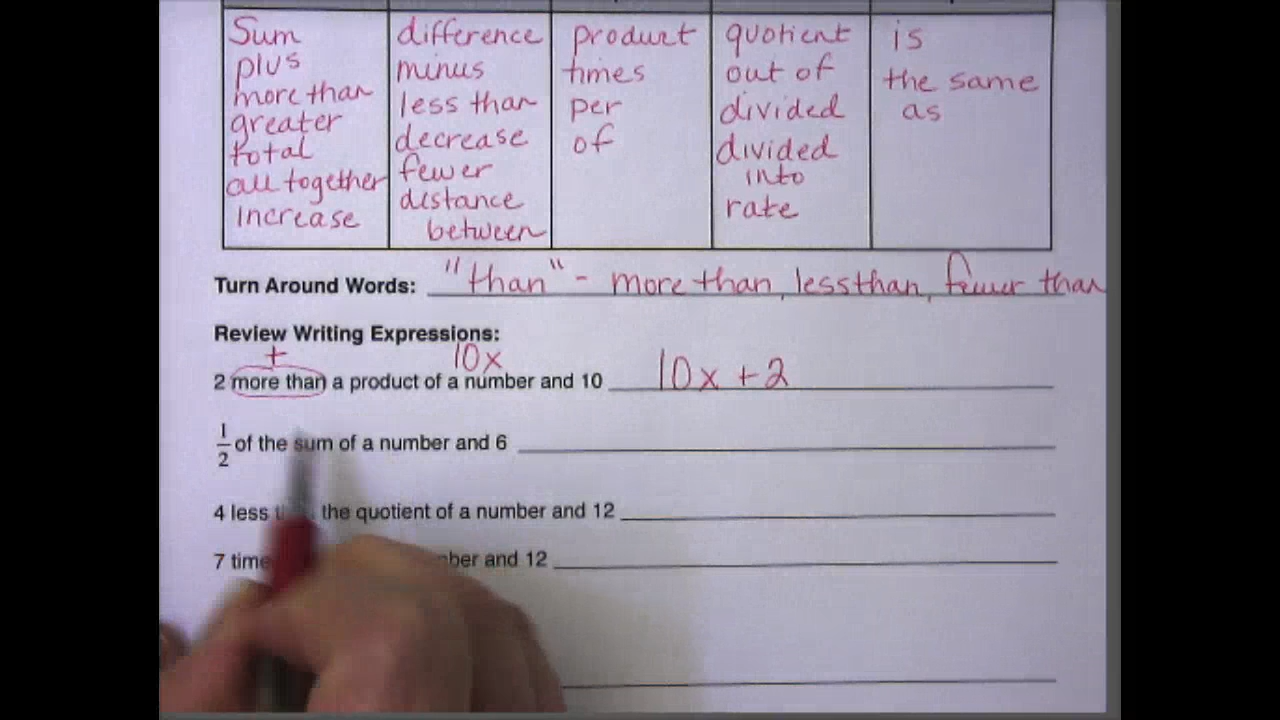 Sum
plus
more than
greater
total
all together
increase
difference
minus
less than
decrease
fewer
distance
between
product
times
per
of
quotient
out of
divided
divided
into
rate
is
the same
as
Turn Around Words: "than" - more than, less than, fewer than
Review Writing Expressions:
+ 10x
2 more than a product of a number and 10 10x + 2
1/2 of the sum of a number and 6
4 less the quotient of a number and 12
7 and 12